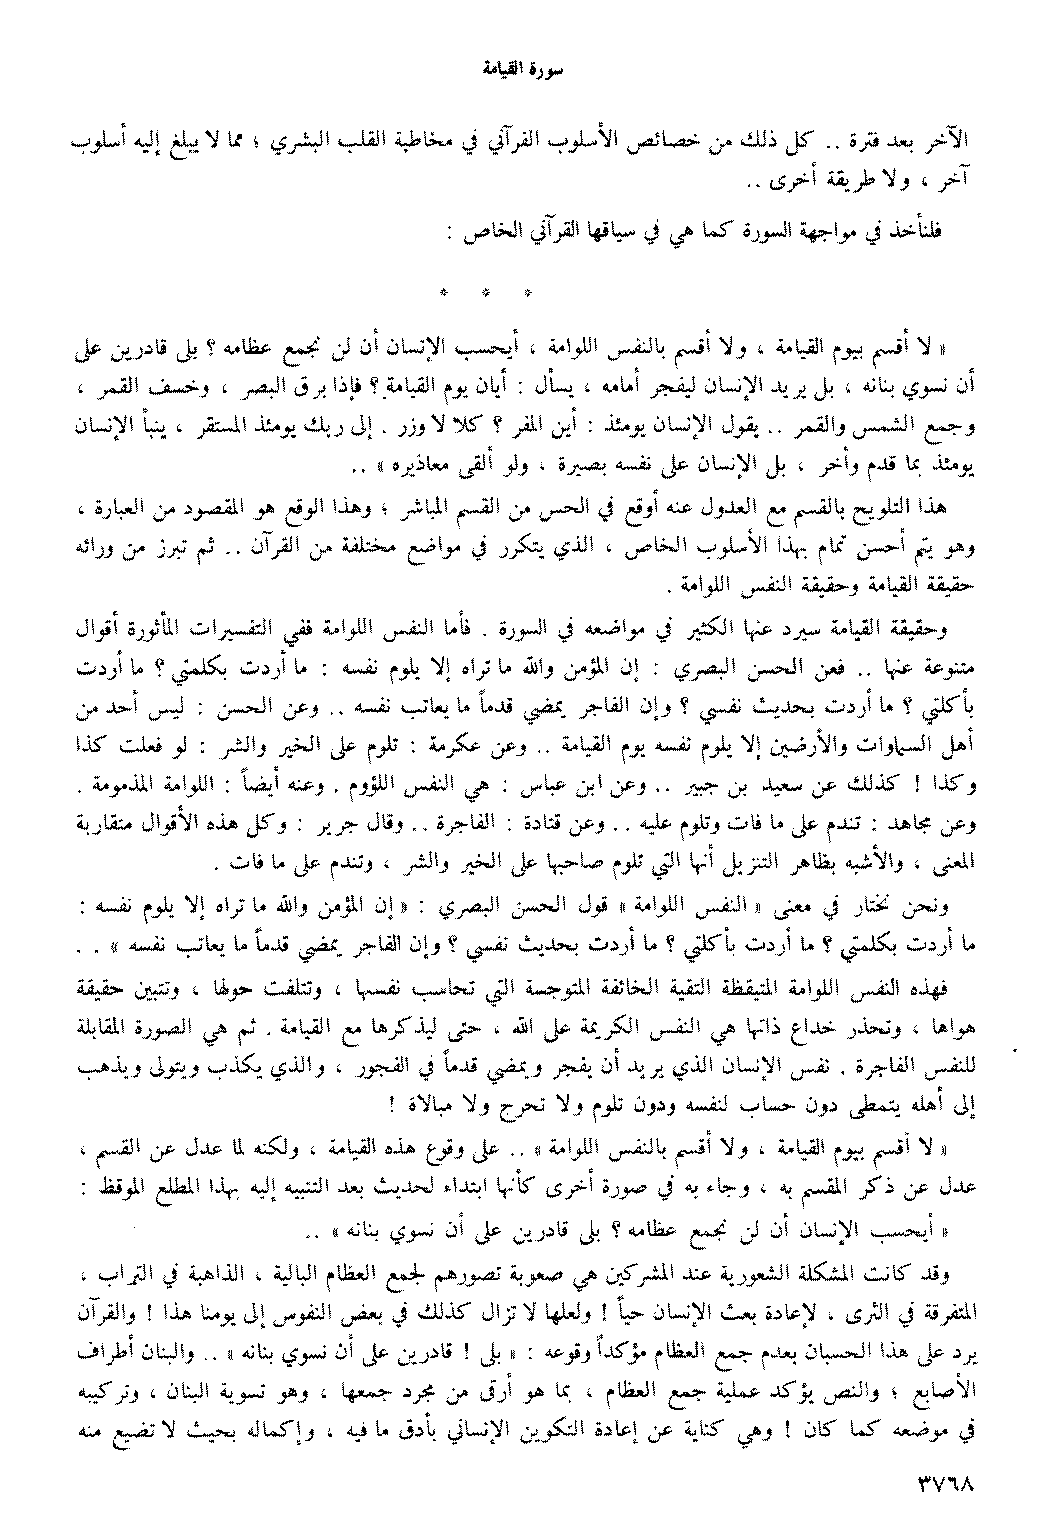 سورة القيامة
الآخر بعد فترة .. كل ذلك من خصائص الأسلوب القرآني في مخاطبة القلب البشري ؛ مما لا يبلغ إليه أسلوب
آخر ، ولا طريقة أخرى ..
فلنأخذ في مواجهة السورة كما هي في سياقها القرآني الخاص :
* * *
« لا أقسم بيوم القيامة ، ولا أقسم بالنفس اللوامة ، أيحسب الإنسان أن لن نجمع عظامه ؟ بلى قادرين على
أن نسوي بنانه ، بل يريد الإنسان ليفجر أمامه ، يسأل : أيان يوم القيامة ؟ فإذا برق البصر ، وخسف القمر ،
وجمع الشمس والقمر .. يقول الإنسان يومئذ : أين المفر ؟ كلا لا وزر . إلى ربك يومئذ المستقر ، ينبأ الإنسان
يومئذ بما قدم وأخر ، بل الإنسان على نفسه بصيرة ، ولو ألقى معاذيره » ..
هذا التلويح بالقسم مع العدول عنه أوقع في الحس من القسم المباشر ؛ وهذا الوقع هو المقصود من العبارة ،
وهو يتم أحسن تمام بهذا الأسلوب الخاص ، الذي يتكرر في مواضع مختلفة من القرآن .. ثم تبرز من ورائه
حقيقة القيامة وحقيقة النفس اللوامة .
وحقيقة القيامة سيرد عنها الكثير في مواضعه في السورة . فأما النفس اللوامة ففي التفسيرات المأثورة أقوال
متنوعة عنها .. فعن الحسن البصري : إن المؤمن والله ما تراه إلا يلوم نفسه : ما أردت بكلمتي ؟ ما أردت
بأكلتي ؟ ما أردت بحديث نفسي ؟ وإن الفاجر يمضي قدماً ما يعاتب نفسه .. وعن الحسن : ليس أحد من
أهل السماوات والأرضين إلا يلوم نفسه يوم القيامة .. وعن عكرمة : تلوم على الخير والشر : لو فعلت كذا
وكذا ! كذلك عن سعيد بن جبير .. وعن ابن عباس : هي النفس اللؤوم . وعنه أيضاً : اللوامة المذمومة .
وعن مجاهد : تندم على ما فات وتلوم عليه .. وعن قتادة : الفاجرة .. وقال جرير : وكل هذه الأقوال متقاربة
المعنى ، والأشبه بظاهر التنزيل أنها التي تلوم صاحبها على الخير والشر ، وتندم على ما فات .
ونحن نختار في معنى « النفس اللوامة » قول الحسن البصري : « إن المؤمن والله ما تراه إلا يلوم نفسه :
ما أردت بكلمتي ؟ ما أردت بأكلتي ؟ ما أردت بحديث نفسي ؟ وإن الفاجر يمضي قدماً ما يعاتب نفسه » . .
فهذه النفس اللوامة المتيقظة التقية الخائفة المتوجسة التي تحاسب نفسها ، وتتلفت حولها ، وتتبين حقيقة
هواها ، وتحذر خداع ذاتها هي النفس الكريمة على الله ، حتى ليذكرها مع القيامة . ثم هي الصورة المقابلة
للنفس الفاجرة . نفس الإنسان الذي يريد أن يفجر ويمضي قدماً في الفجور ، والذي يكذب ويتولى ويذهب
إلى أهله يتمطى دون حساب لنفسه ودون تلوم ولا تحرج ولا مبالاة !
« لا أقسم بيوم القيامة ، ولا أقسم بالنفس اللوامة » .. على وقوع هذه القيامة ، ولكنه لما عدل عن القسم ،
عدل عن ذكر المقسم به ، وجاء به في صورة أخرى كأنها ابتداء لحديث بعد التنبيه إليه بهذا المطلع الموقظ :
« أيحسب الإنسان أن لن نجمع عظامه ؟ بلى قادرين على أن نسوي بنانه » ..
وقد كانت المشكلة الشعورية عند المشركين هي صعوبة تصورهم لجمع العظام البالية ، الذاهبة في التراب ،
المتفرقة في الثرى ، لإعادة بعث الإنسان حياً ! ولعلها لا تزال كذلك في بعض النفوس إلى يومنا هذا ! والقرآن
يرد على هذا الحسبان بعدم جمع العظام مؤكداً وقوعه : « بلى ! قادرين على أن نسوي بنانه » .. والبنان أطراف
الأصابع ؛ والنص يؤكد عملية جمع العظام ، بما هو أرقى من مجرد جمعها ، وهو تسوية البنان ، وتركيبه
في موضعه كما كان ! وهي كناية عن إعادة التكوين الإنساني بأدق ما فيه ، وإكماله بحيث لا تضيع منه
٣٧٦٨